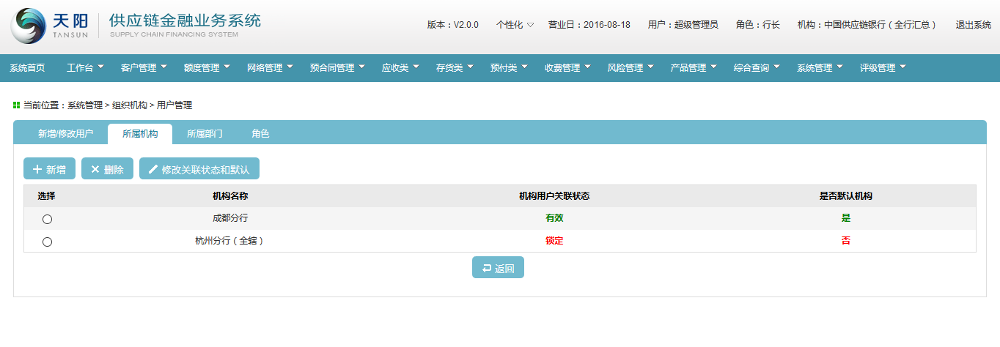 天阳
TANSUN
供应链金融业务系统
SUPPLY CHAIN FINANCING SYSTEM
版本：V2.0.0 个性化 营业日：2016-08-18 用户：超级管理员 角色：行长 机构：中国供应链银行（全行汇总） 退出系统
系统首页 工作台 客户管理 额度管理 网络管理 预合同管理 应收类 存货类 预付类 收费管理 风险管理 产品管理 综合查询 系统管理 评级管理
当前位置：系统管理 > 组织机构 > 用户管理
新增/修改用户 所属机构 所属部门 角色
新增 删除 修改关联状态和默认
选择 机构名称 机构用户关联状态 是否默认机构
成都分行 有效 是
杭州分行（全辖） 锁定 否
返回